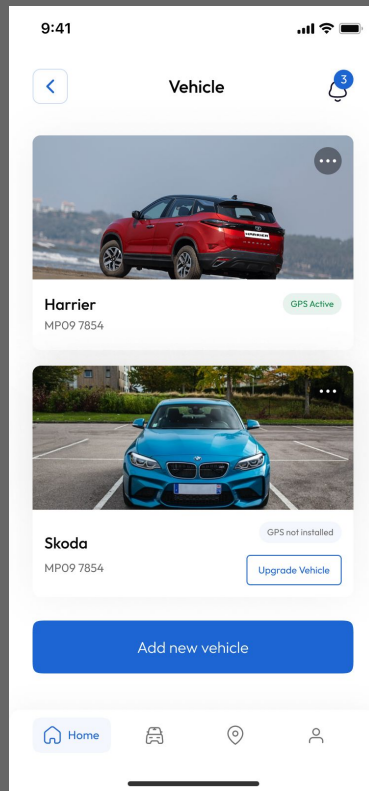 9:41
Vehicle
3
HARRIER
Harrier
GPS Active
MP09 7854
GPS not installed
Skoda
MP09 7854
Upgrade Vehicle
Add new vehicle
Home